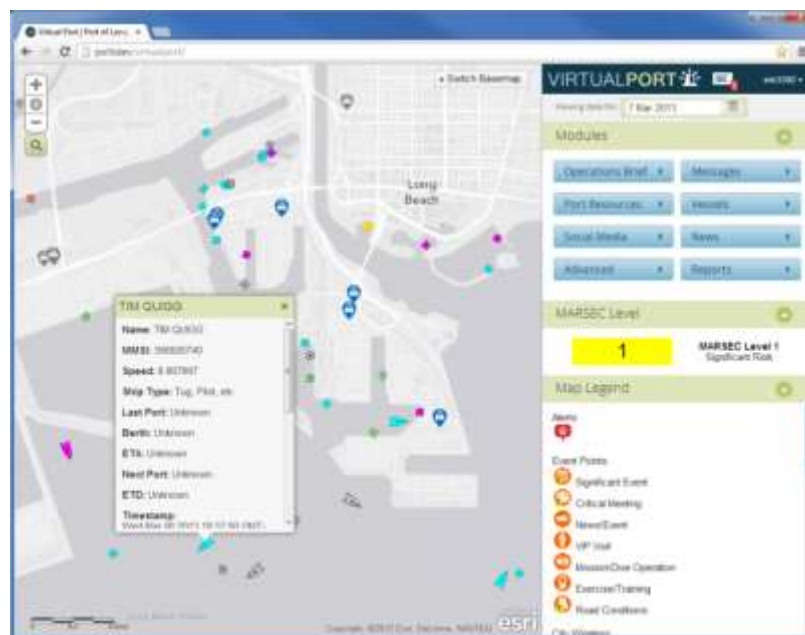 Virtual Port | Port of Long
Switch Basemap
VIRTUALPORT
Viewing data for: 7 Mar 2013
Modules
Operations Brief
Messages
Port Resources
Vessels
Social Media
News
Advanced
Reports
Long
Beach
TIM QUIGG
Name: TIM QUIGG
MMSI:
Speed:
Ship Type: Tug, Pilot, etc
Last Port: Unknown
Berth: Unknown
ETA: Unknown
Next Port: Unknown
ETD: Unknown
Timestamp:
MARSEC Level
1
MARSEC Level 1
Significant Risk
Map Legend
Alerts
Event Points
Significant Event
Critical Meeting
News/Event
VIP Visit
Mission/Dive Operation
Exercise/Training
Road Conditions
esri